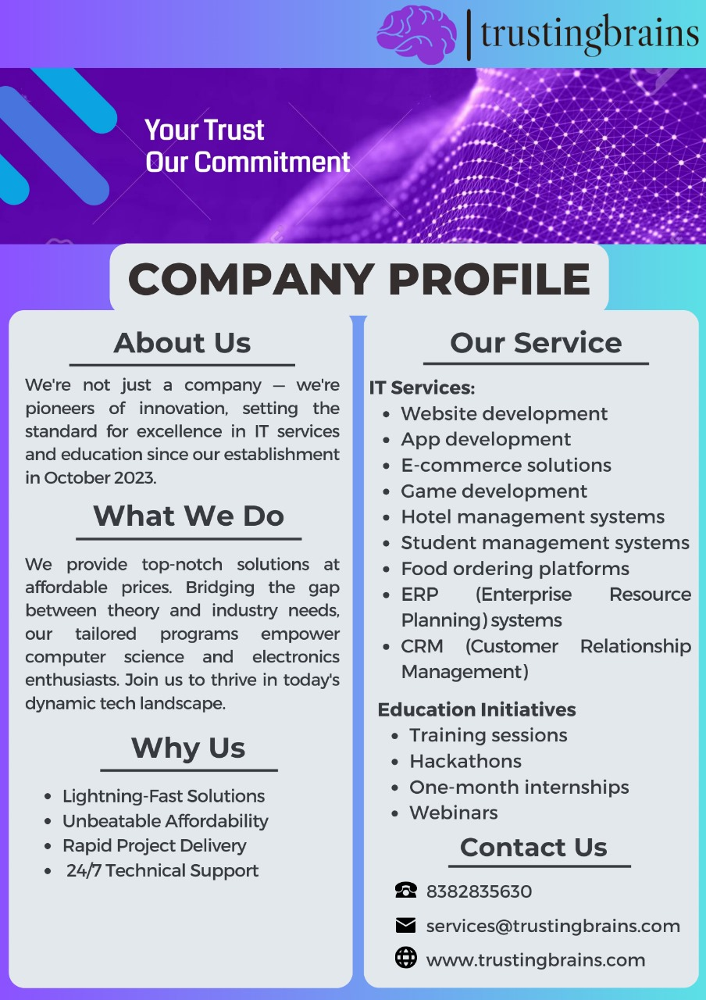 trustingbrains
Your Trust
Our Commitment
COMPANY PROFILE
About Us
We're not just a company — we're
pioneers of innovation, setting the
standard for excellence in IT services
and education since our establishment
in October 2023.
What We Do
We provide top-notch solutions at
affordable prices. Bridging the gap
between theory and industry needs,
our tailored programs empower
computer science and electronics
enthusiasts. Join us to thrive in today's
dynamic tech landscape.
Why Us
• Lightning-Fast Solutions
• Unbeatable Affordability
• Rapid Project Delivery
• 24/7 Technical Support
Our Service
IT Services:
• Website development
• App development
• E-commerce solutions
• Game development
• Hotel management systems
• Student management systems
• Food ordering platforms
• ERP (Enterprise Resource
Planning) systems
• CRM (Customer Relationship
Management)
Education Initiatives
• Training sessions
• Hackathons
• One-month internships
• Webinars
Contact Us
8382835630
services@trustingbrains.com
www.trustingbrains.com